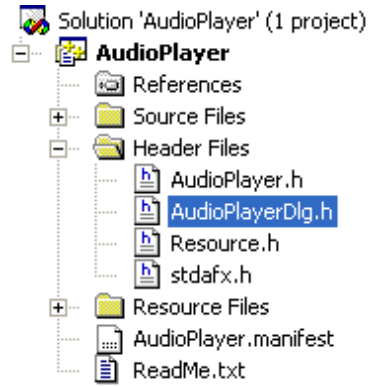 Solution 'AudioPlayer' (1 project)
AudioPlayer
References
Source Files
Header Files
AudioPlayer.h
AudioPlayerDlg.h
Resource.h
stdafx.h
Resource Files
AudioPlayer.manifest
ReadMe.txt